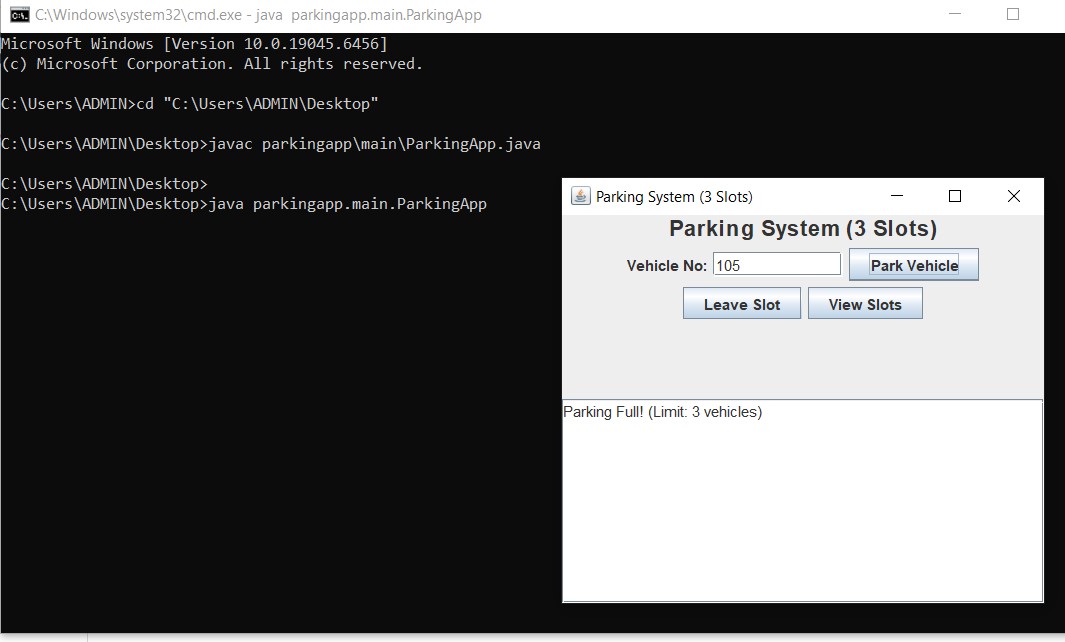 C:\Windows\system32\cmd.exe - java  parkingapp.main.ParkingApp
Microsoft Windows [Version 10.0.19045.6456]
(c) Microsoft Corporation. All rights reserved.
C:\Users\ADMIN>cd "C:\Users\ADMIN\Desktop"
C:\Users\ADMIN\Desktop>javac parkingapp\main\ParkingApp.java
C:\Users\ADMIN\Desktop>
C:\Users\ADMIN\Desktop>java parkingapp.main.ParkingApp
Parking System (3 Slots)
Parking System (3 Slots)
Vehicle No: 105 Park Vehicle
Leave Slot View Slots
Parking Full! (Limit: 3 vehicles)